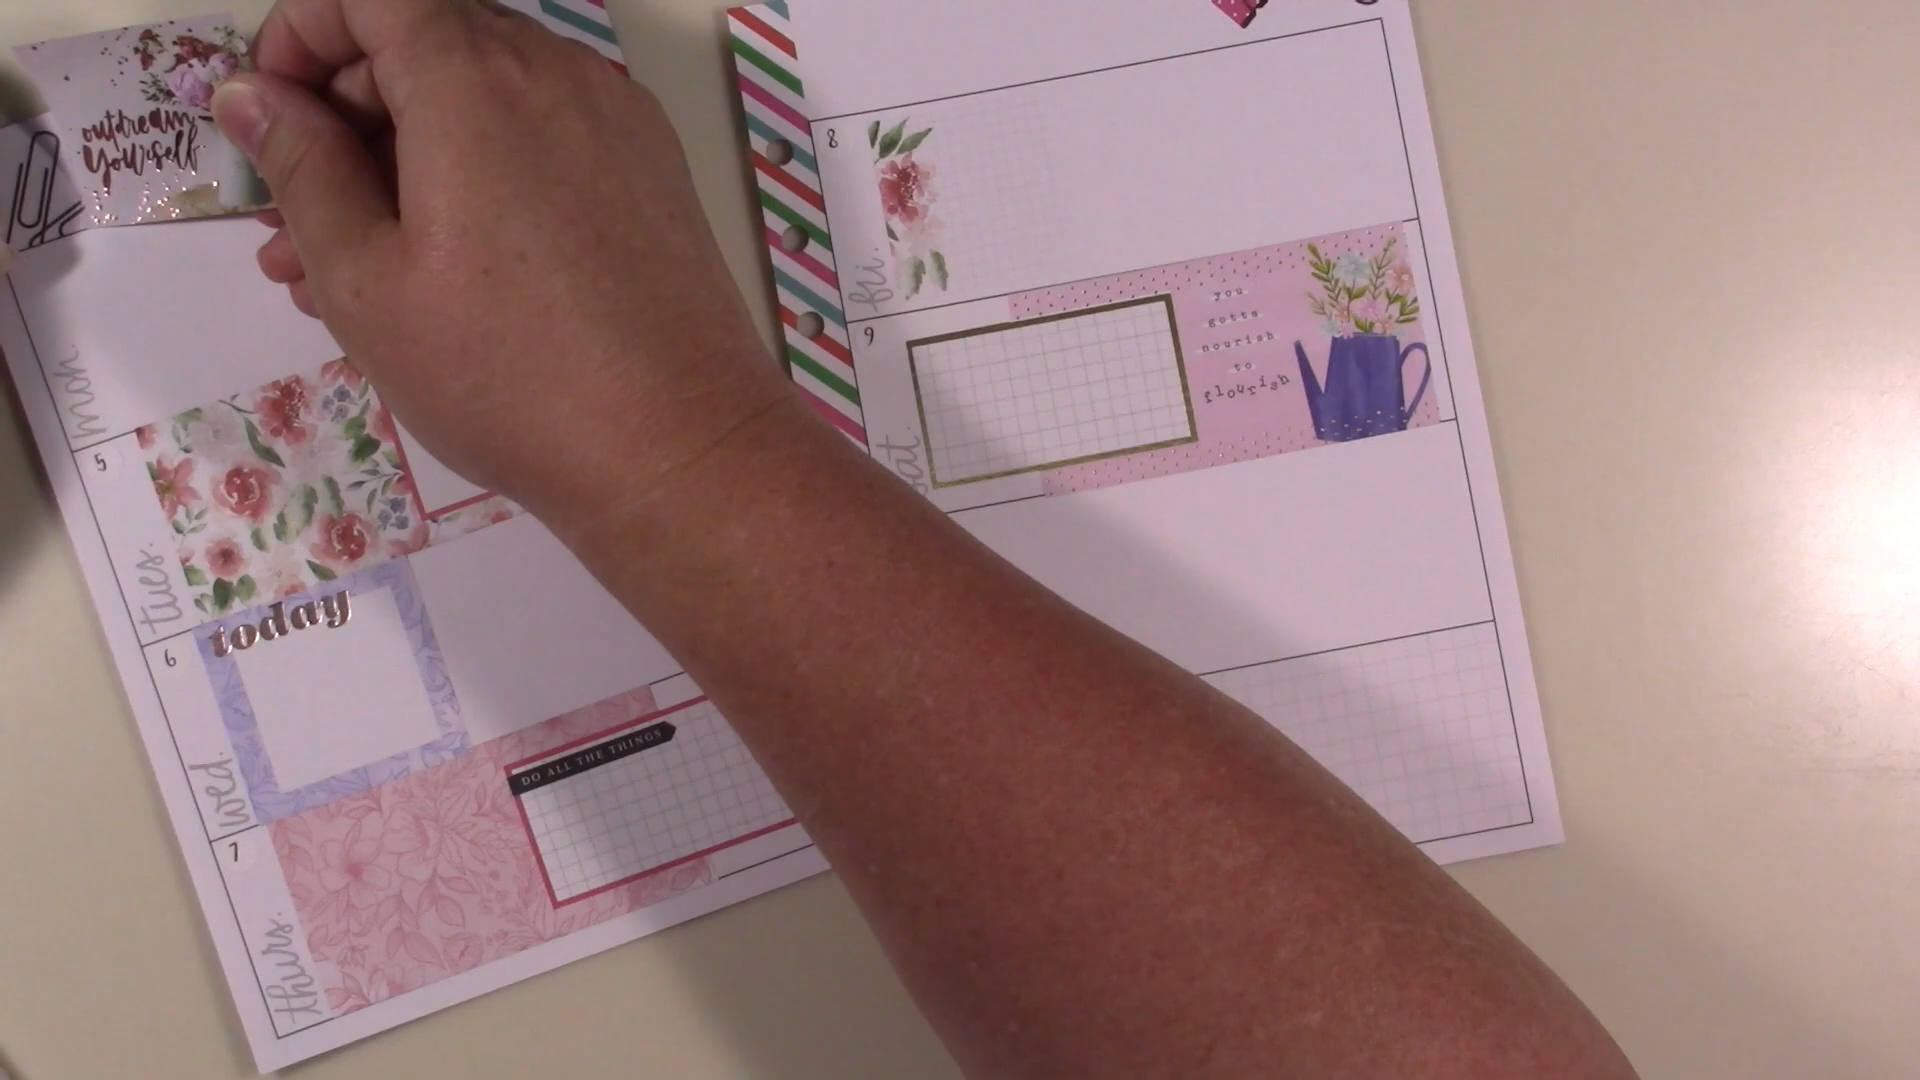 outdream
yourself
mon.
5
tues.
today
6
wed.
DO ALL THE THINGS
7
thurs.
8
fri.
9
you
gotta
nourish
to
flourish
sat.